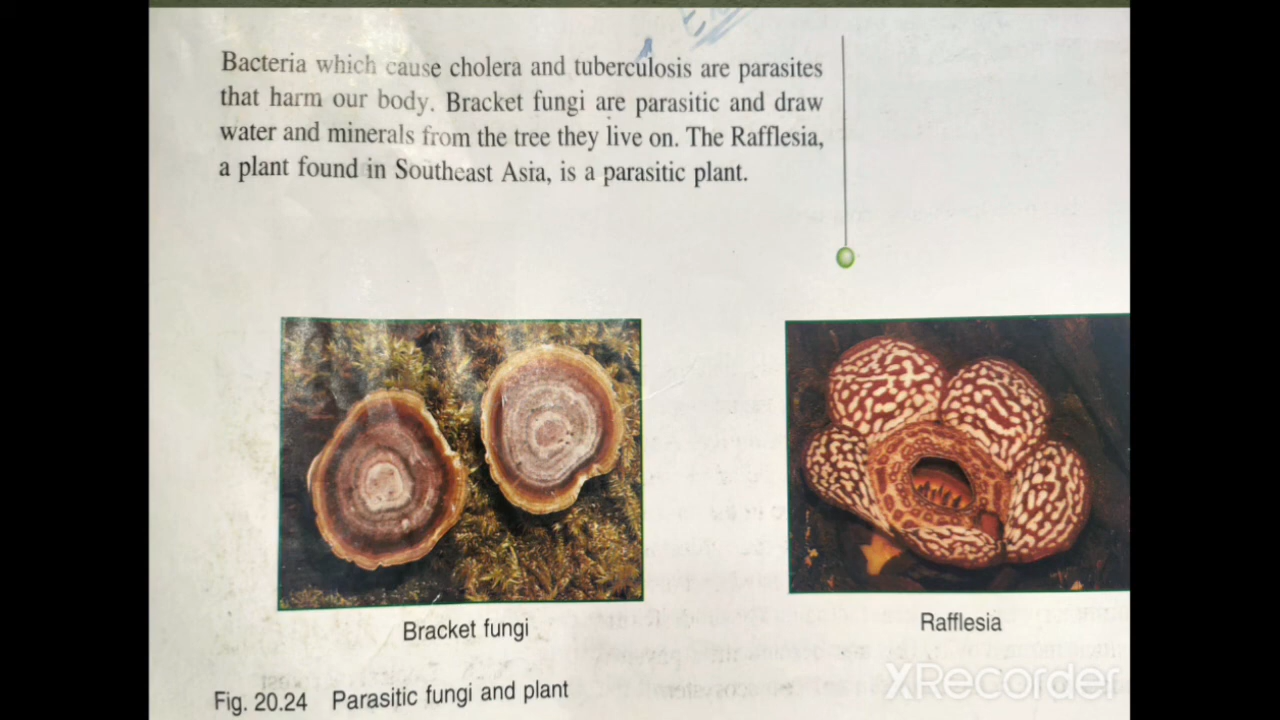 Bacteria which cause cholera and tuberculosis are parasites
that harm our body. Bracket fungi are parasitic and draw
water and minerals from the tree they live on. The Rafflesia,
a plant found in Southeast Asia, is a parasitic plant.
Bracket fungi
Rafflesia
Fig. 20.24 Parasitic fungi and plant
XRecorder